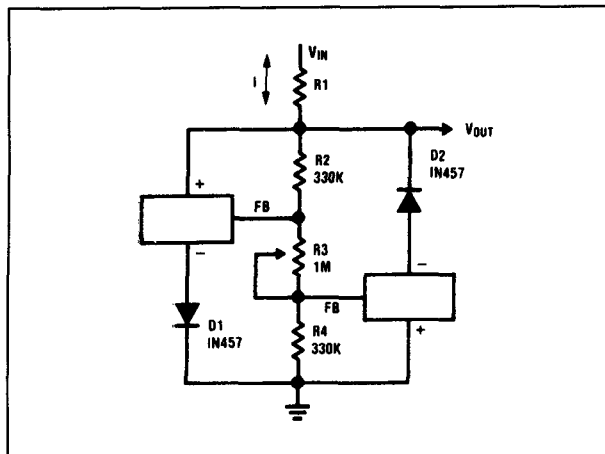 VIN
I
R1
VOUT
D2
IN457
R2
330K
+
FB
R3
1M
−
−
FB
+
D1
IN457
R4
330K